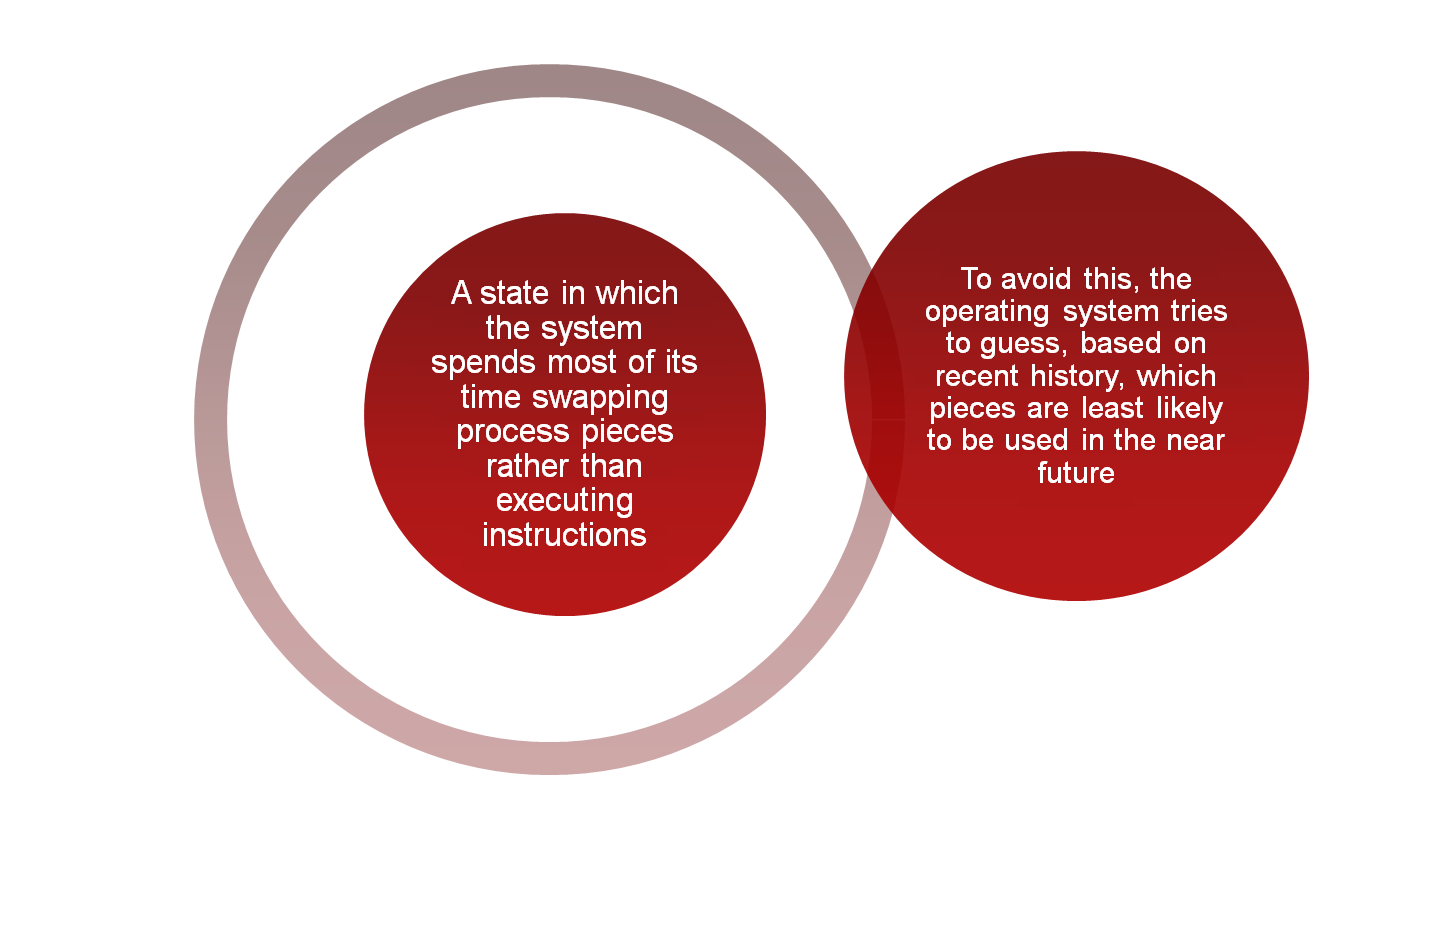 A state in which
the system
spends most of its
time swapping
process pieces
rather than
executing
instructions
To avoid this, the
operating system tries
to guess, based on
recent history, which
pieces are least likely
to be used in the near
future